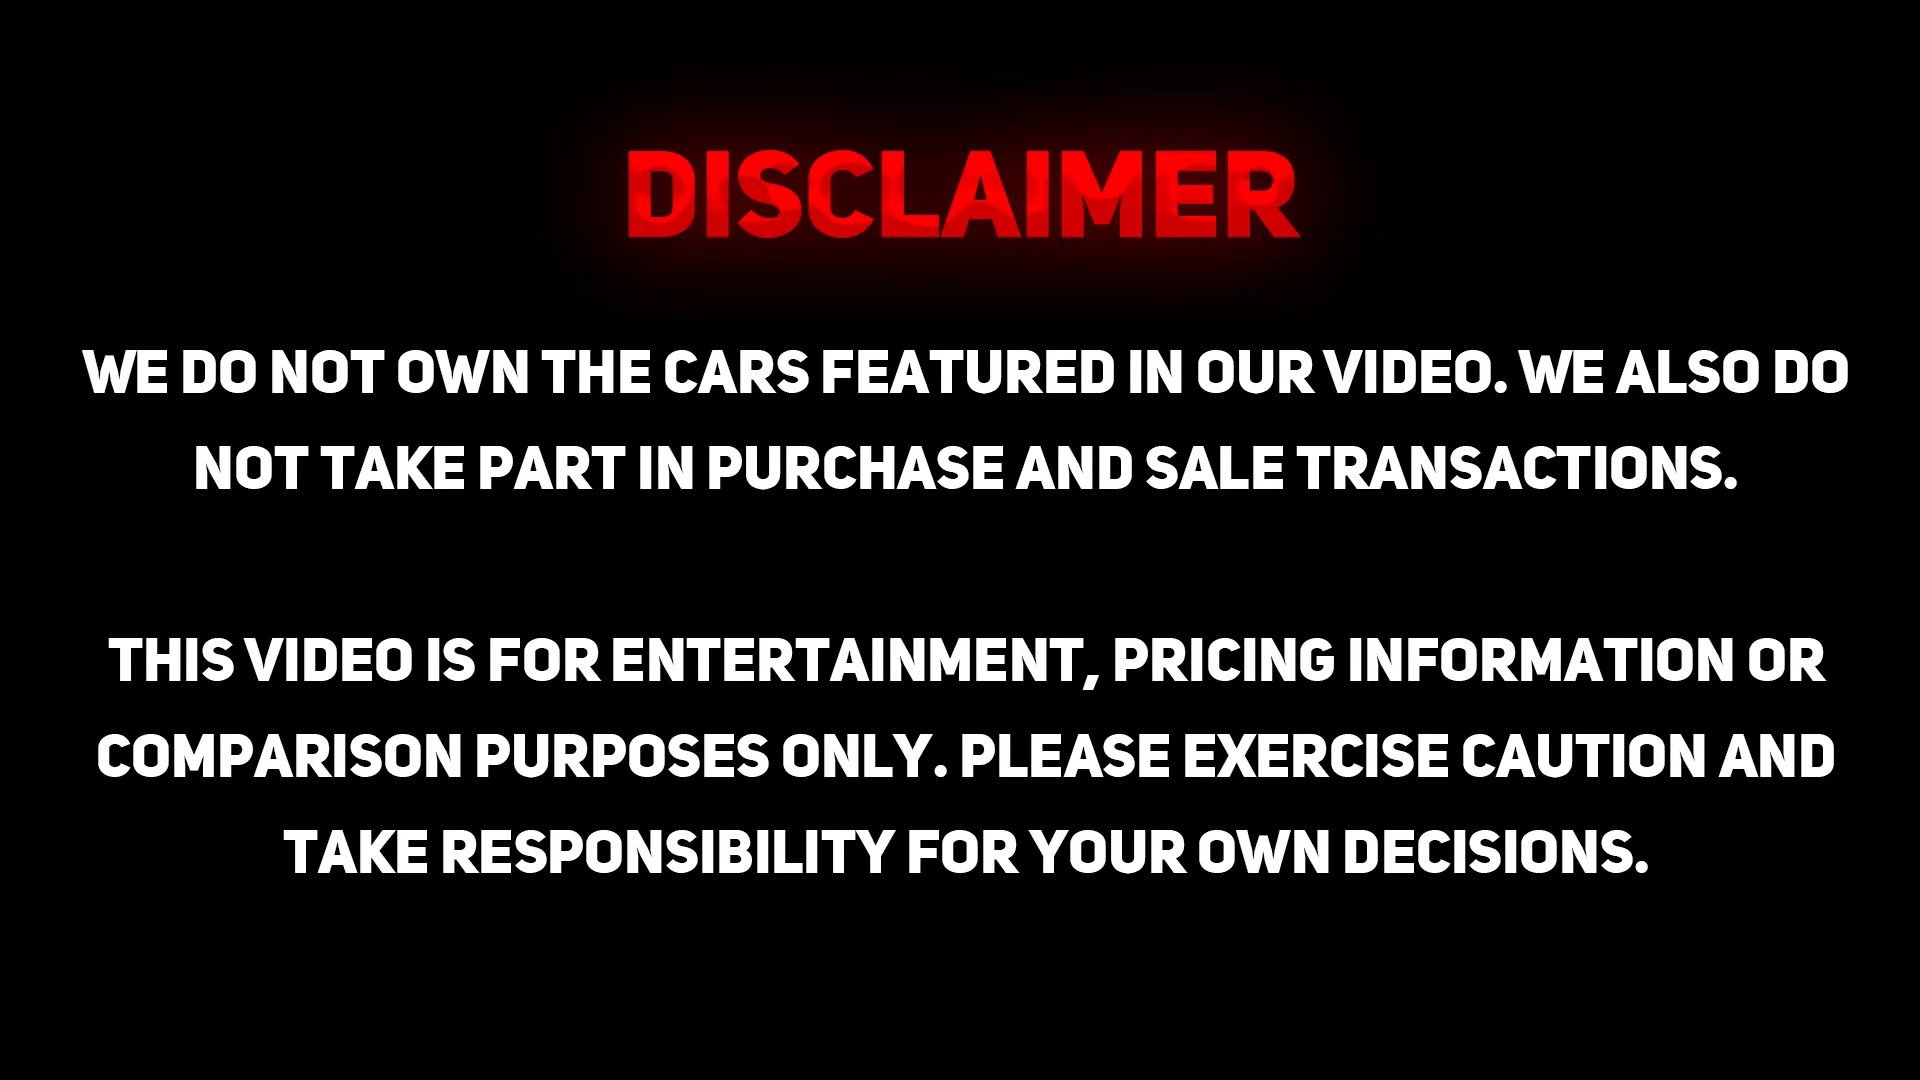 DISCLAIMER
WE DO NOT OWN THE CARS FEATURED IN OUR VIDEO. WE ALSO DO
NOT TAKE PART IN PURCHASE AND SALE TRANSACTIONS.
THIS VIDEO IS FOR ENTERTAINMENT, PRICING INFORMATION OR
COMPARISON PURPOSES ONLY. PLEASE EXERCISE CAUTION AND
TAKE RESPONSIBILITY FOR YOUR OWN DECISIONS.